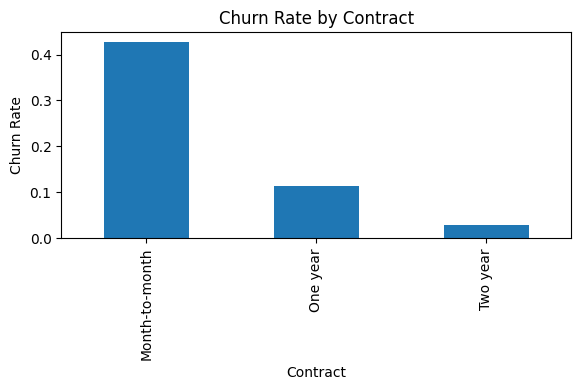 Churn Rate by Contract
Churn Rate
0.4
0.3
0.2
0.1
0.0
Month-to-month
One year
Two year
Contract